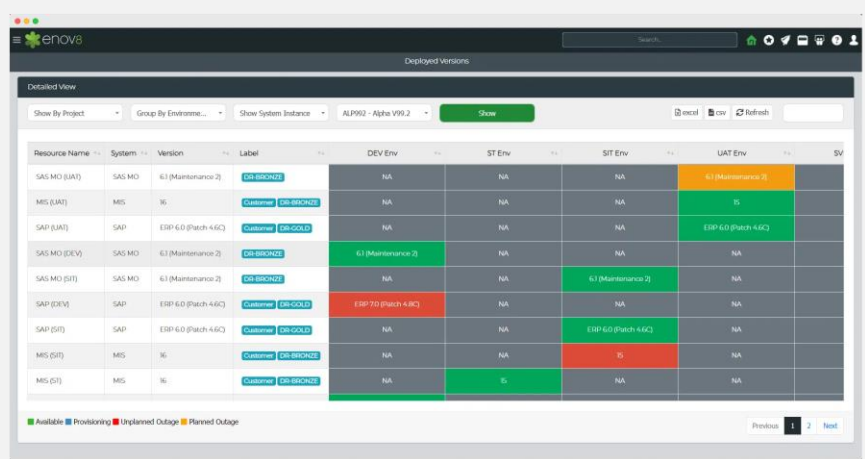 enov8
Search..
Deployed Versions
Detailed View
Show By Project Group By Environme... Show System Instance ALP992 - Alpha V99.2 Show excel csv Refresh
Resource Name System Version Label DEV Env ST Env SIT Env UAT Env SV
SAS MO (UAT) SAS MO 6.1 (Maintenance 2) DR-BRONZE NA NA NA 6.1 (Maintenance 2)
MIS (UAT) MIS 16 Customer DR-BRONZE NA NA NA 15
SAP (UAT) SAP ERP 6.0 (Patch 4.6C) Customer DR-GOLD NA NA NA ERP 6.0 (Patch 4.6C)
SAS MO (DEV) SAS MO 6.1 (Maintenance 2) DR-BRONZE 6.1 (Maintenance 2) NA NA NA
SAS MO (SIT) SAS MO 6.1 (Maintenance 2) DR-BRONZE NA NA 6.1 (Maintenance 2) NA
SAP (DEV) SAP ERP 6.0 (Patch 4.6C) Customer DR-GOLD ERP 7.0 (Patch 4.8C) NA NA NA
SAP (SIT) SAP ERP 6.0 (Patch 4.6C) Customer DR-GOLD NA NA ERP 6.0 (Patch 4.6C) NA
MIS (SIT) MIS 16 Customer DR-BRONZE NA NA 15 NA
MIS (ST) MIS 16 Customer DR-BRONZE NA 15 NA NA
Available Provisioning Unplanned Outage Planned Outage
Previous 1 2 Next